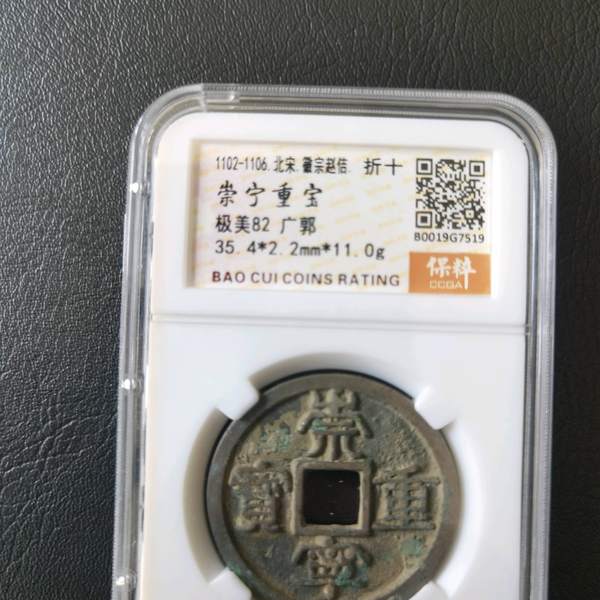 1102-1106.北宋.徽宗赵佶. 折十
崇宁重宝
极美82 广郭
35.4*2.2mm*11.0g
BAO CUI COINS RATING
80019G7519
保粹
CCGA
崇
寧
重
寶